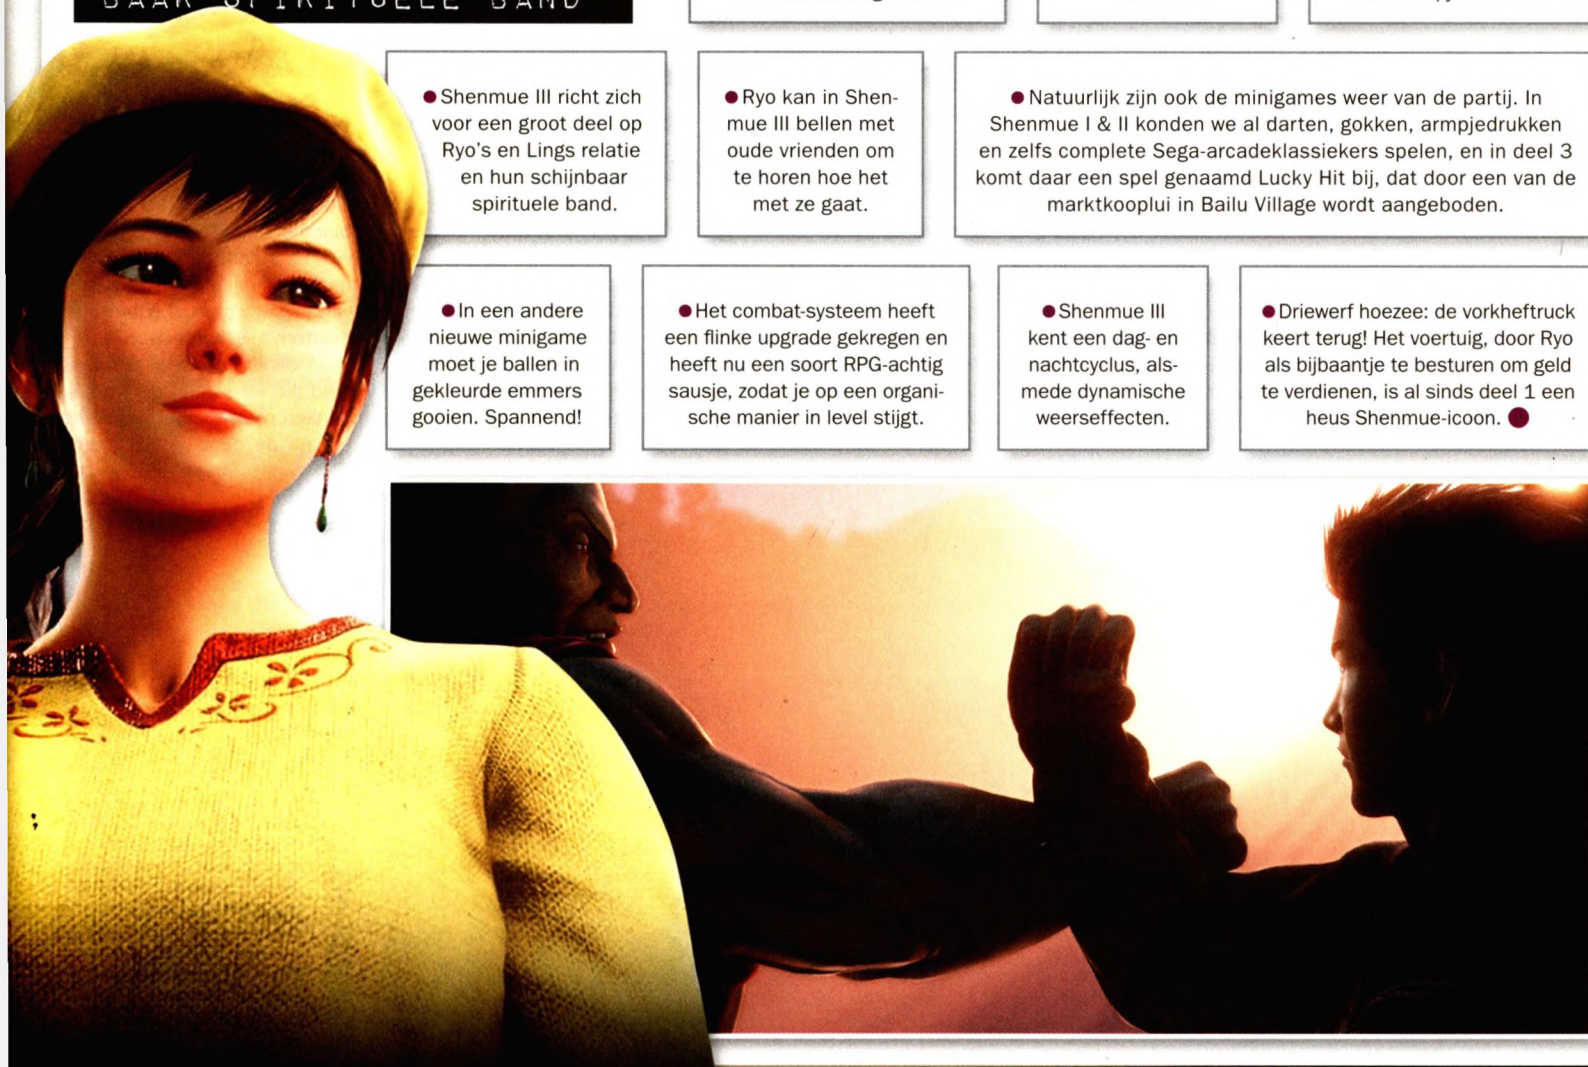 BAAR SPIRITUELE BAND
● Shenmue III richt zich
voor een groot deel op
Ryo's en Lings relatie
en hun schijnbaar
spirituele band.
● Ryo kan in Shen-
mue III bellen met
oude vrienden om
te horen hoe het
met ze gaat.
● Natuurlijk zijn ook de minigames weer van de partij. In
Shenmue I & II konden we al darten, gokken, armpjedrukken
en zelfs complete Sega-arcadeklassiekers spelen, en in deel 3
komt daar een spel genaamd Lucky Hit bij, dat door een van de
marktkooplui in Bailu Village wordt aangeboden.
● In een andere
nieuwe minigame
moet je ballen in
gekleurde emmers
gooien. Spannend!
● Het combat-systeem heeft
een flinke upgrade gekregen en
heeft nu een soort RPG-achtig
sausje, zodat je op een organi-
sche manier in level stijgt.
● Shenmue III
kent een dag- en
nachtcyclus, als-
mede dynamische
weerseffecten.
● Driewerf hoezee: de vorkheftruck
keert terug! Het voertuig, door Ryo
als bijbaantje te besturen om geld
te verdienen, is al sinds deel 1 een
heus Shenmue-icoon. ●